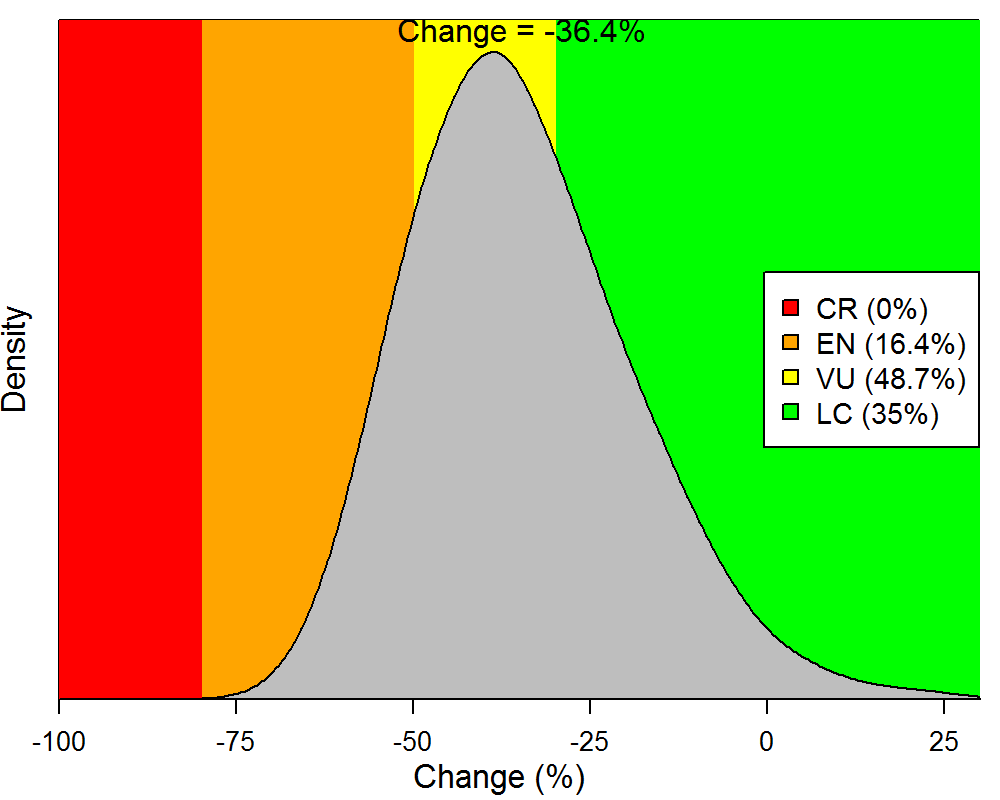 Change = -36.4%
Density
CR (0%)
EN (16.4%)
VU (48.7%)
LC (35%)
-100 -75 -50 -25 0 25
Change (%)